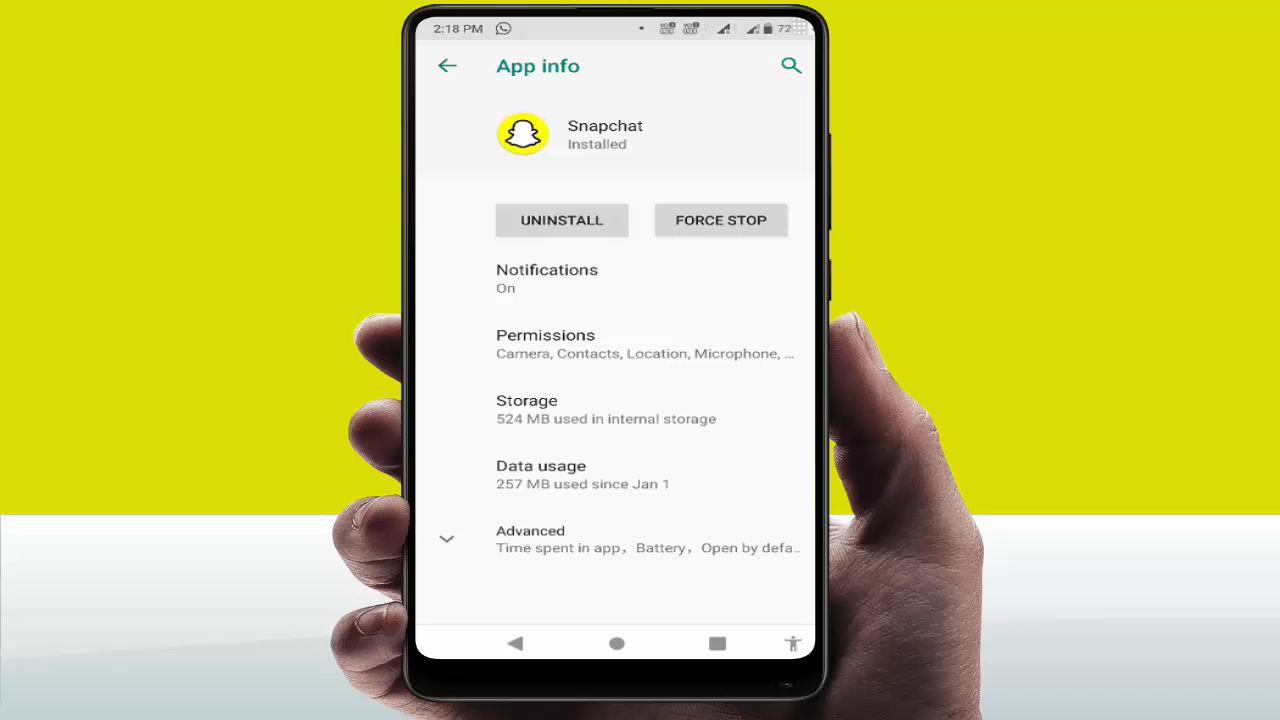 2:18 PM 72
App info
Snapchat
Installed
UNINSTALL FORCE STOP
Notifications
On
Permissions
Camera, Contacts, Location, Microphone, ...
Storage
524 MB used in internal storage
Data usage
257 MB used since Jan 1
Advanced
Time spent in app, Battery, Open by defa..